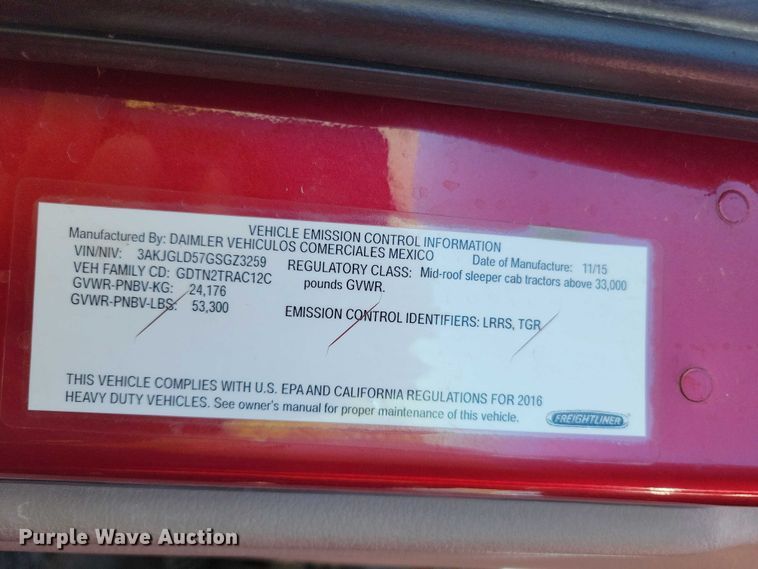 VEHICLE EMISSION CONTROL INFORMATION
Manufactured By: DAIMLER VEHICULOS COMERCIALES MEXICO Date of Manufacture: 11/15
VIN/NIV: 3AKJGLD57GSGZ3259
VEH FAMILY CD: GDTN2TRAC12C REGULATORY CLASS: Mid-roof sleeper cab tractors above 33,000
GVWR-PNBV-KG: 24,176 pounds GVWR.
GVWR-PNBV-LBS: 53,300 EMISSION CONTROL IDENTIFIERS: LRRS, TGR
THIS VEHICLE COMPLIES WITH U.S. EPA AND CALIFORNIA REGULATIONS FOR 2016
HEAVY DUTY VEHICLES. See owner's manual for proper maintenance of this vehicle.
FREIGHTLINER
Purple Wave Auction